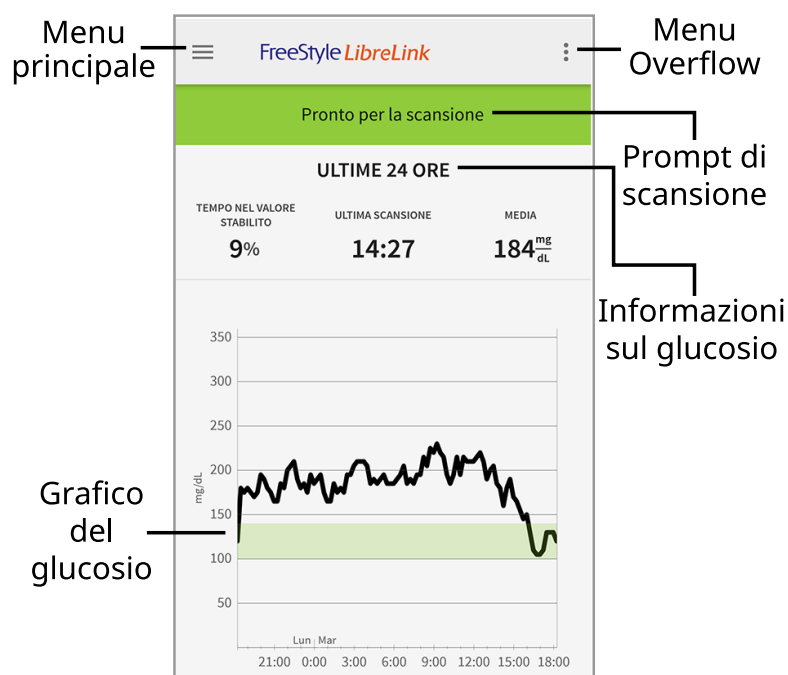 Menu
principale
FreeStyle LibreLink
Menu
Overflow
Pronto per la scansione
Prompt di
scansione
ULTIME 24 ORE
TEMPO NEL VALORE
STABILITO
9%
ULTIMA SCANSIONE
14:27
MEDIA
184 mg
dL
Informazioni
sul glucosio
350
300
250
200
150
100
50
mg/dL
Grafico
del
glucosio
Lun Mar
21:00 0:00 3:00 6:00 9:00 12:00 15:00 18:00